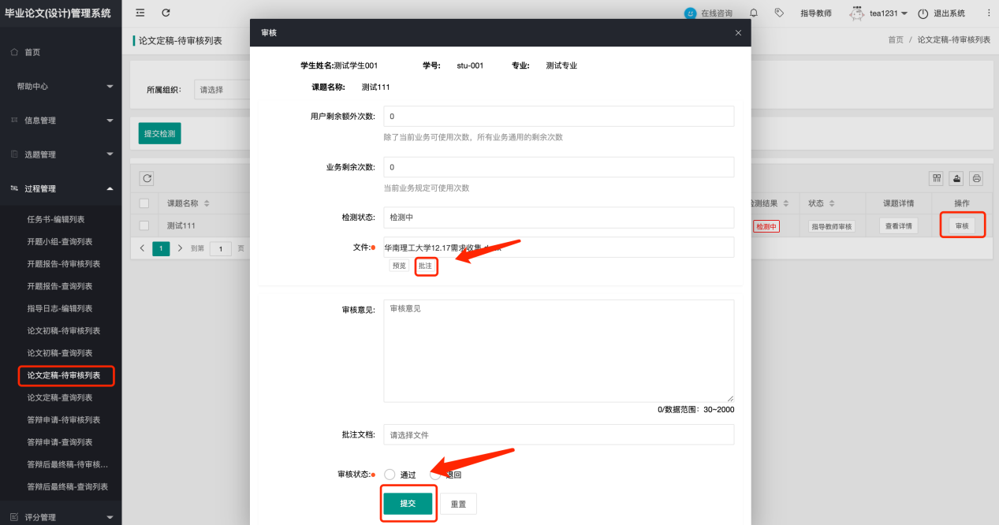 毕业论文(设计)管理系统
在线咨询
指导教师
tea1231
退出系统
首页
帮助中心
信息管理
选题管理
过程管理
任务书-编辑列表
开题小组-查询列表
开题报告-待审核列表
开题报告-查询列表
指导日志-编辑列表
论文初稿-待审核列表
论文初稿-查询列表
论文定稿-待审核列表
论文定稿-查询列表
答辩申请-待审核列表
答辩申请-查询列表
答辩后最终稿-待审核…
答辩后最终稿-查询列表
评分管理
论文定稿-待审核列表
首页 / 论文定稿-待审核列表
所属组织：
请选择
提交检测
课题名称
测试111
1
到第 1 页
测结果
状态
课题详情
操作
检测中
指导教师审核
查看详情
审核
审核
学生姓名:测试学生001 学号: stu-001 专业: 测试专业
课题名称: 测试111
用户剩余额外次数: 0
除了当前业务可使用次数，所有业务通用的剩余次数
业务剩余次数: 0
当前业务规定可使用次数
检测状态: 检测中
文件: 华南理工大学12.17需求收集
预览 批注
审核意见: 审核意见
0/数据范围：30~2000
批注文档: 请选择文件
审核状态: 通过 退回
提交 重置